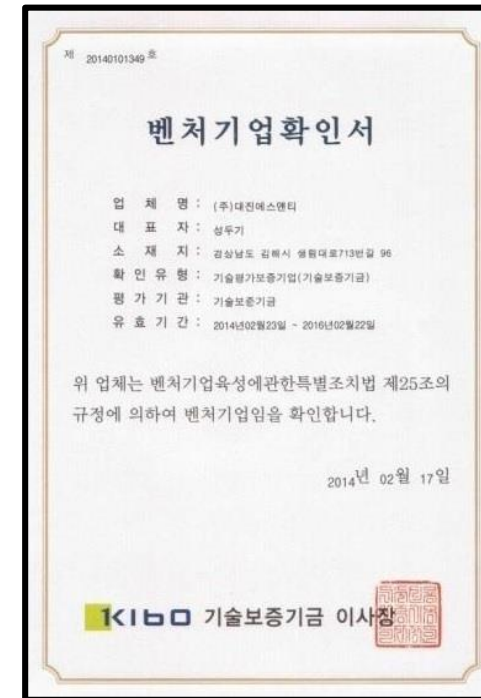 제 20140101349 호
벤처기업확인서
업 체 명 : (주)대진에스앤티
대 표 자 : 성두기
소 재 지 : 경상남도 김해시 생림대로713번길 96
확 인 유 형 : 기술평가보증기업(기술보증기금)
평 가 기 관 : 기술보증기금
유 효 기 간 : 2014년02월23일 ~ 2016년02월22일
위 업체는 벤처기업육성에관한특별조치법 제25조의
규정에 의하여 벤처기업임을 확인합니다.
2014년 02월 17일
KIBO 기술보증기금 이사장